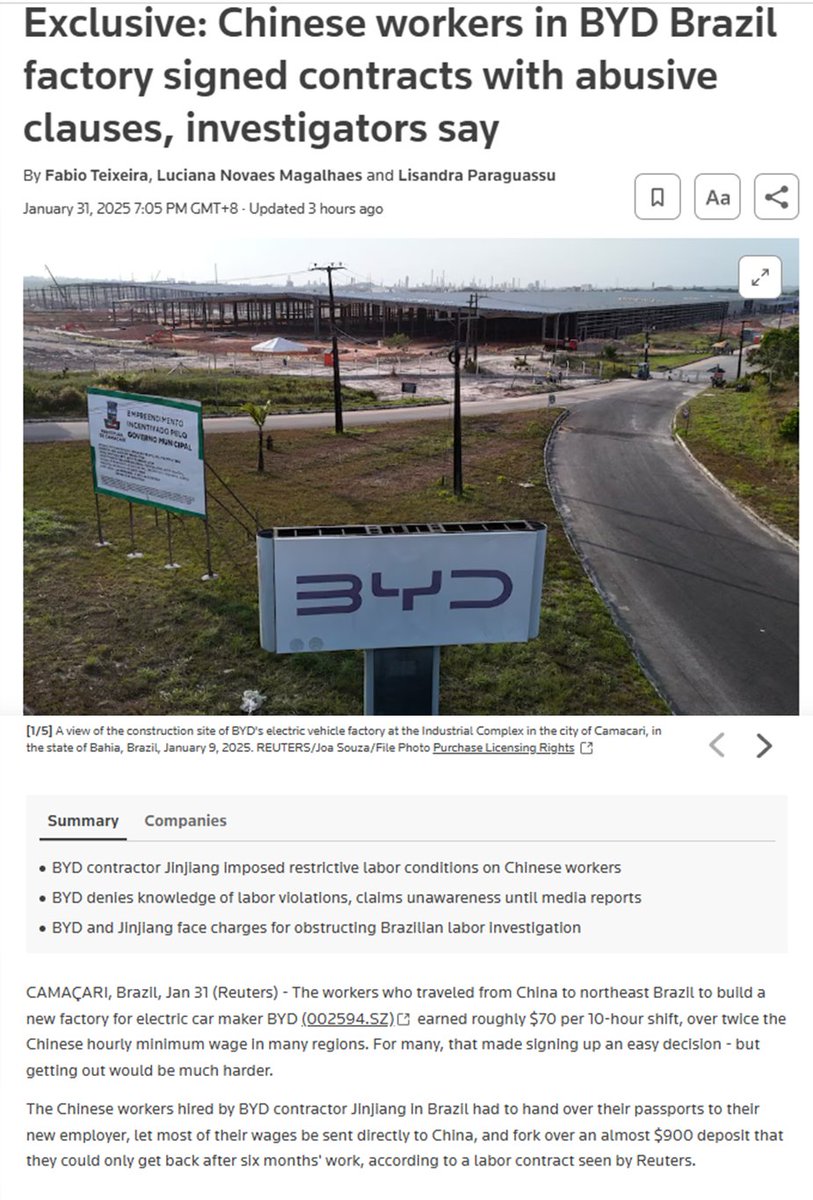 Exclusive: Chinese workers in BYD Brazil
factory signed contracts with abusive
clauses, investigators say
By Fabio Teixeira, Luciana Novaes Magalhaes and Lisandra Paraguassu
January 31, 2025 7:05 PM GMT+8 · Updated 3 hours ago
Aa
EMPREENDIMENTO
INCENTIVADO PELO
GOVERNO MUNICIPAL
DE CAMAÇARI
BYD
[1/5] A view of the construction site of BYD's electric vehicle factory at the Industrial Complex in the city of Camacari, in
the state of Bahia, Brazil, January 9, 2025. REUTERS/Joa Souza/File Photo Purchase Licensing Rights
Summary Companies
• BYD contractor Jinjiang imposed restrictive labor conditions on Chinese workers
• BYD denies knowledge of labor violations, claims unawareness until media reports
• BYD and Jinjiang face charges for obstructing Brazilian labor investigation
CAMAÇARI, Brazil, Jan 31 (Reuters) - The workers who traveled from China to northeast Brazil to build a
new factory for electric car maker BYD (002594.SZ) earned roughly $70 per 10-hour shift, over twice the
Chinese hourly minimum wage in many regions. For many, that made signing up an easy decision - but
getting out would be much harder.
The Chinese workers hired by BYD contractor Jinjiang in Brazil had to hand over their passports to their
new employer, let most of their wages be sent directly to China, and fork over an almost $900 deposit that
they could only get back after six months' work, according to a labor contract seen by Reuters.